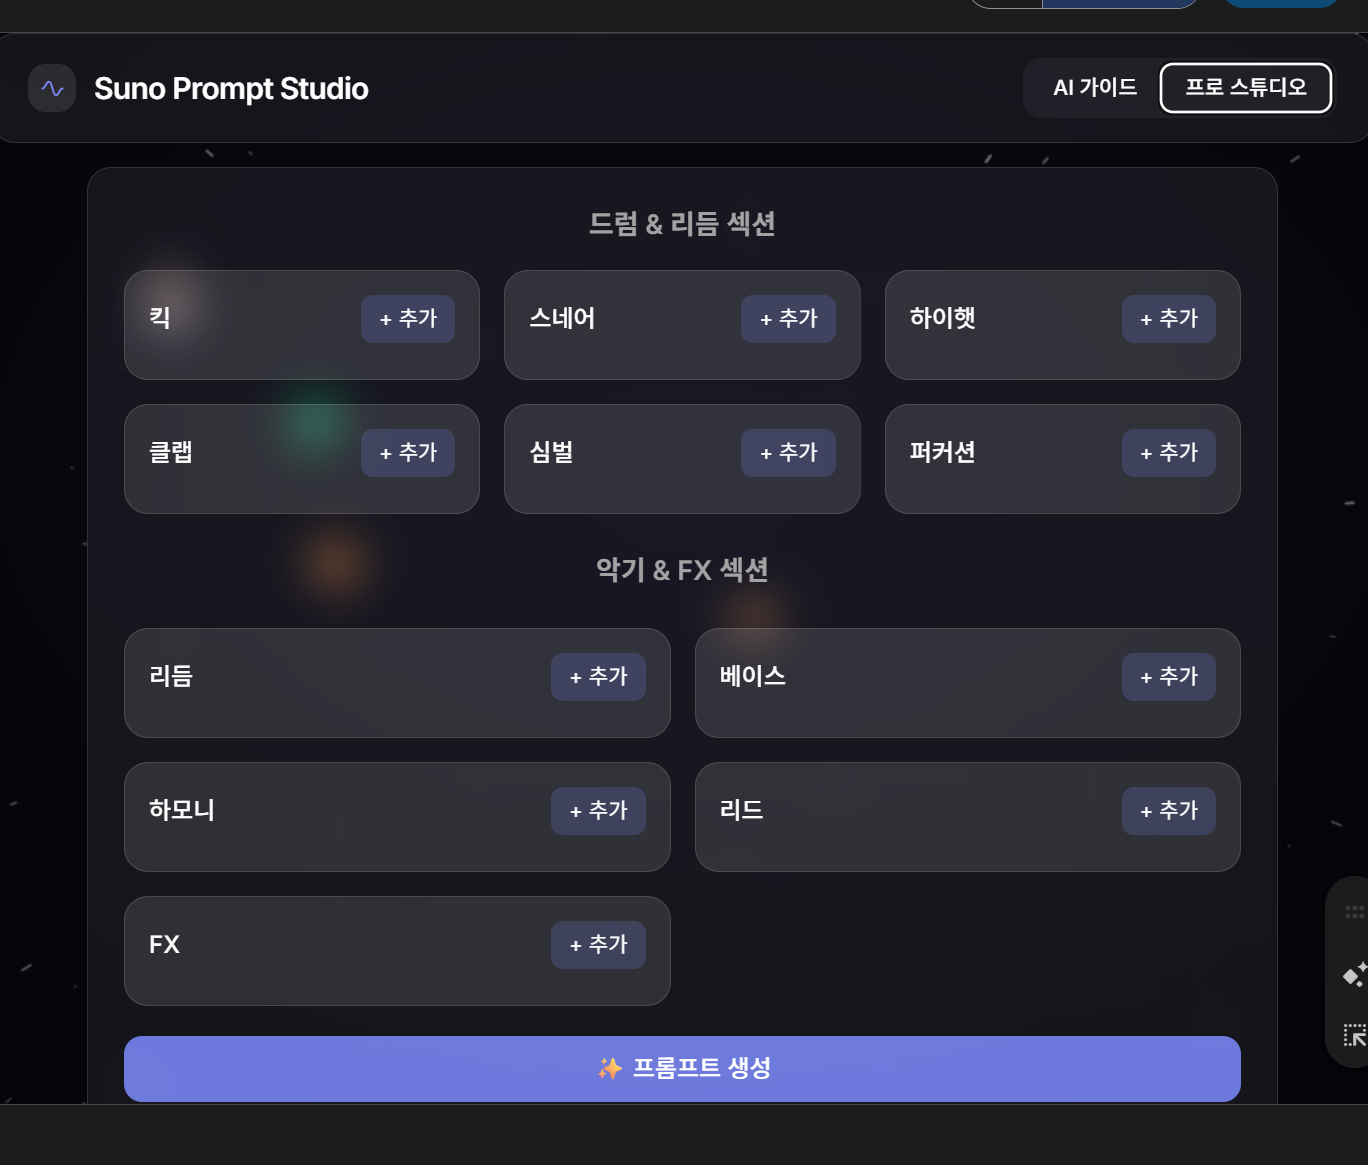 Suno Prompt Studio
AI 가이드
프로 스튜디오
드럼 & 리듬 섹션
킥
+ 추가
스네어
+ 추가
하이햇
+ 추가
클랩
+ 추가
심벌
+ 추가
퍼커션
+ 추가
악기 & FX 섹션
리듬
+ 추가
베이스
+ 추가
하모니
+ 추가
리드
+ 추가
FX
+ 추가
✨ 프롬프트 생성